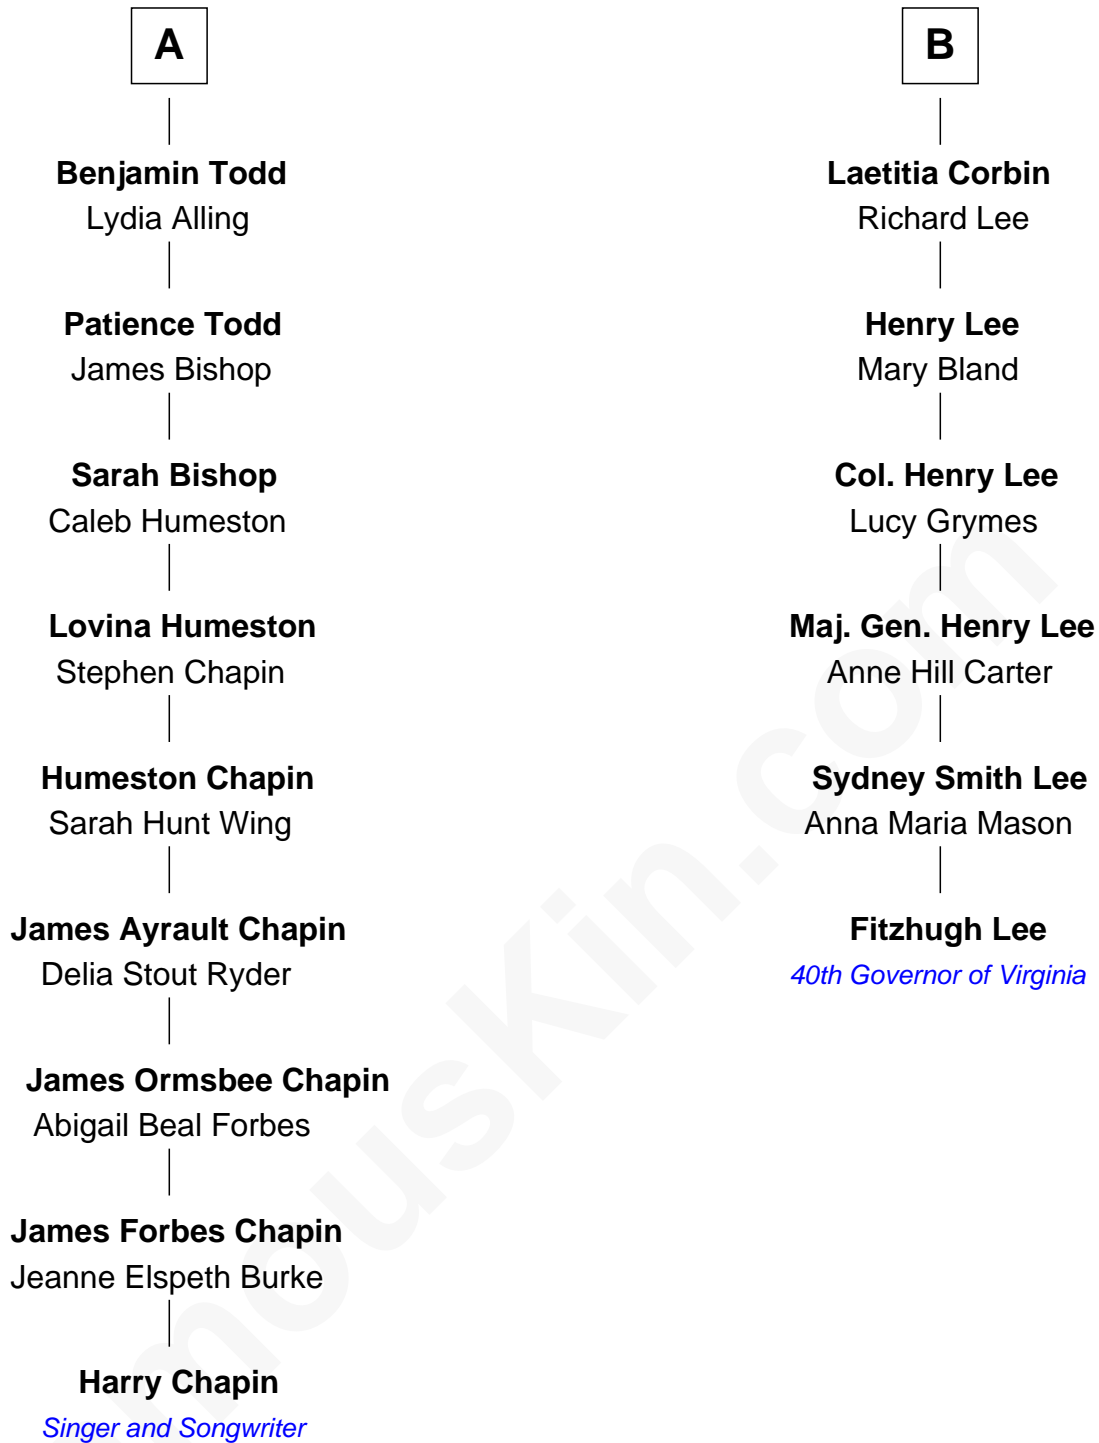 A
Benjamin Todd
Lydia Alling
Patience Todd
James Bishop
Sarah Bishop
Caleb Humeston
Lovina Humeston
Stephen Chapin
Humeston Chapin
Sarah Hunt Wing
James Ayrault Chapin
Delia Stout Ryder
James Ormsbee Chapin
Abigail Beal Forbes
James Forbes Chapin
Jeanne Elspeth Burke
Harry Chapin
Singer and Songwriter
B
Laetitia Corbin
Richard Lee
Henry Lee
Mary Bland
Col. Henry Lee
Lucy Grymes
Maj. Gen. Henry Lee
Anne Hill Carter
Sydney Smith Lee
Anna Maria Mason
Fitzhugh Lee
40th Governor of Virginia
mousKin.com